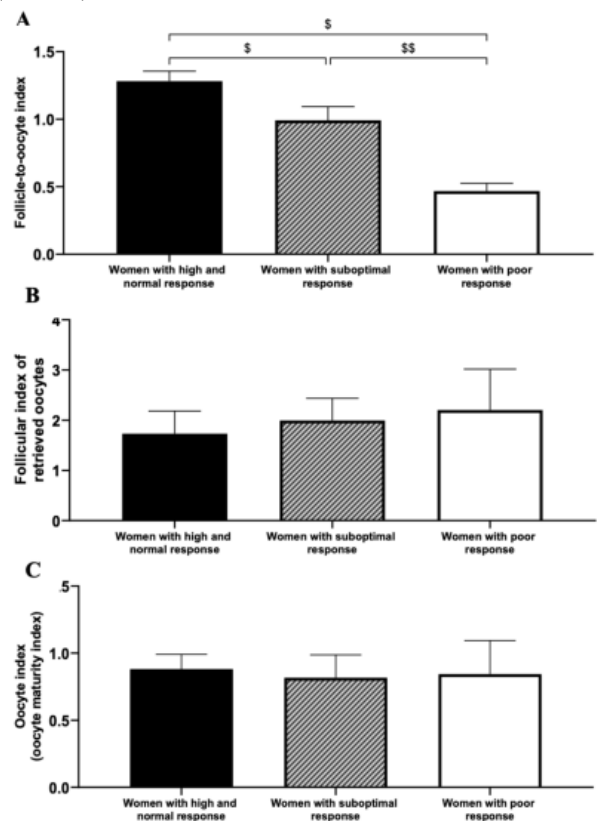 A
$
$
$$
Follicle-to-oocyte index
1.5
1.0
0.5
0.0
Women with high and
normal response
Women with suboptimal
response
Women with poor
response
B
Follicular index of
retrieved oocytes
4
3
2
1
0
Women with high and
normal response
Women with suboptimal
response
Women with poor
response
C
Oocyte index
(oocyte maturity index)
.5
1.0
0.5
0.0
Women with high and
normal response
Women with suboptimal
response
Women with poor
response